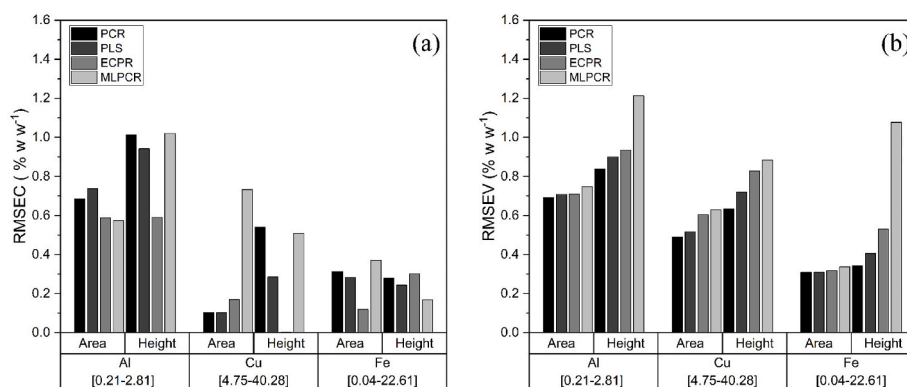 1.6
1.4
1.2
1.0
0.8
0.6
0.4
0.2
0.0
RMSEC ( % w w⁻¹)
PCR
PLS
ECPR
MLPCR
(a)
Area Height Area Height Area Height
Al Cu Fe
[0.21-2.81] [4.75-40.28] [0.04-22.61]
1.6
1.4
1.2
1.0
0.8
0.6
0.4
0.2
0.0
RMSEV (% w w⁻¹)
PCR
PLS
ECPR
MLPCR
(b)
Area Height Area Height Area Height
Al Cu Fe
[0.21-2.81] [4.75-40.28] [0.04-22.61]